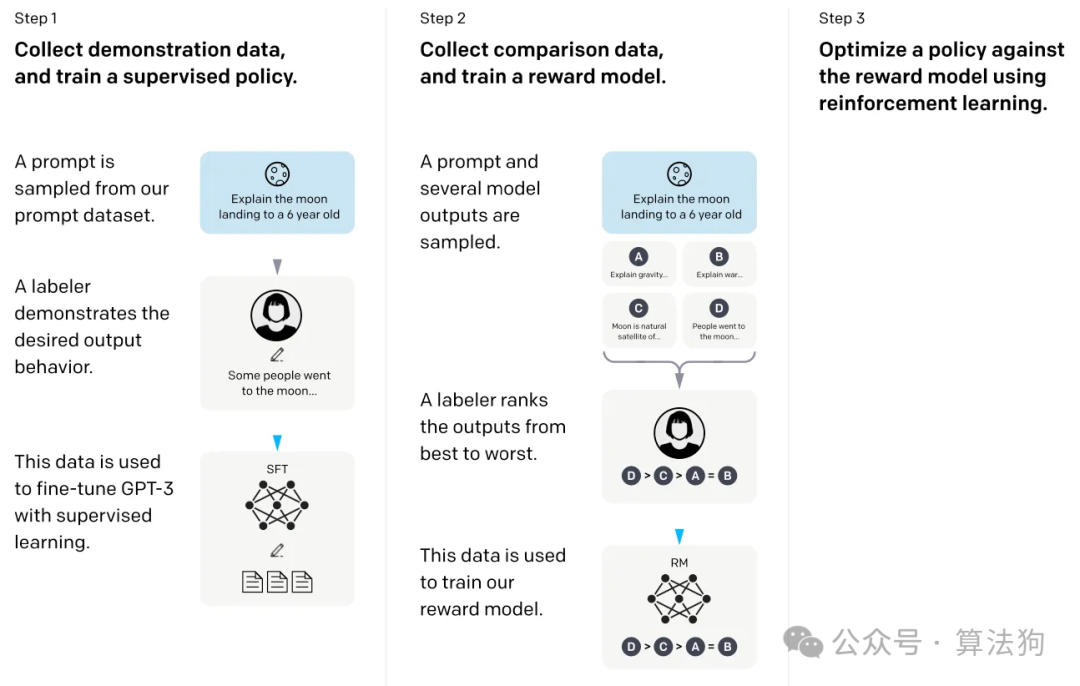 Step 1
Collect demonstration data,
and train a supervised policy.
A prompt is
sampled from our
prompt dataset.
Explain the moon
landing to a 6 year old
A labeler
demonstrates the
desired output
behavior.
Some people went
to the moon...
This data is used
to fine-tune GPT-3
with supervised
learning.
SFT
Step 2
Collect comparison data,
and train a reward model.
A prompt and
several model
outputs are
sampled.
Explain the moon
landing to a 6 year old
A
Explain gravity...
B
Explain war...
C
Moon is natural
satellite of...
D
People went to
the moon...
A labeler ranks
the outputs from
best to worst.
D > C > A = B
This data is used
to train our
reward model.
RM
D > C > A = B
Step 3
Optimize a policy against
the reward model using
reinforcement learning.
公众号 · 算法狗